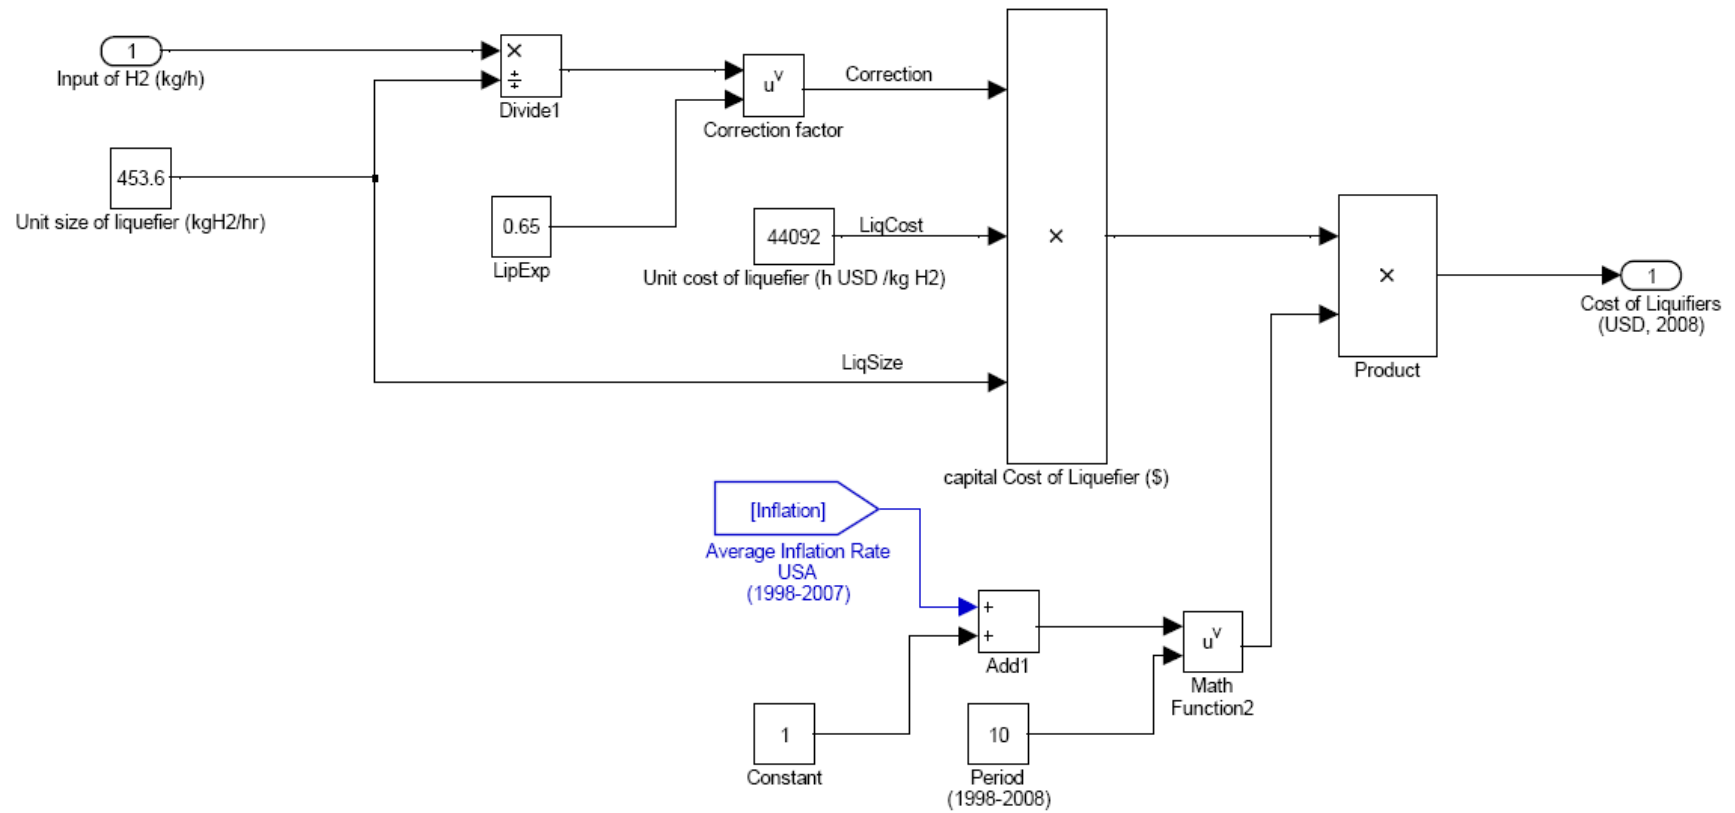 1
Input of H2 (kg/h)
×
÷
Divide1
u^v
Correction factor
Correction
453.6
Unit size of liquefier (kgH2/hr)
0.65
LipExp
44092
LiqCost
Unit cost of liquefier (h USD /kg H2)
LiqSize
×
capital Cost of Liquefier ($)
×
Product
1
Cost of Liquifiers
(USD, 2008)
[Inflation]
Average Inflation Rate
USA
(1998-2007)
+
+
Add1
u^v
Math
Function2
1
Constant
10
Period
(1998-2008)